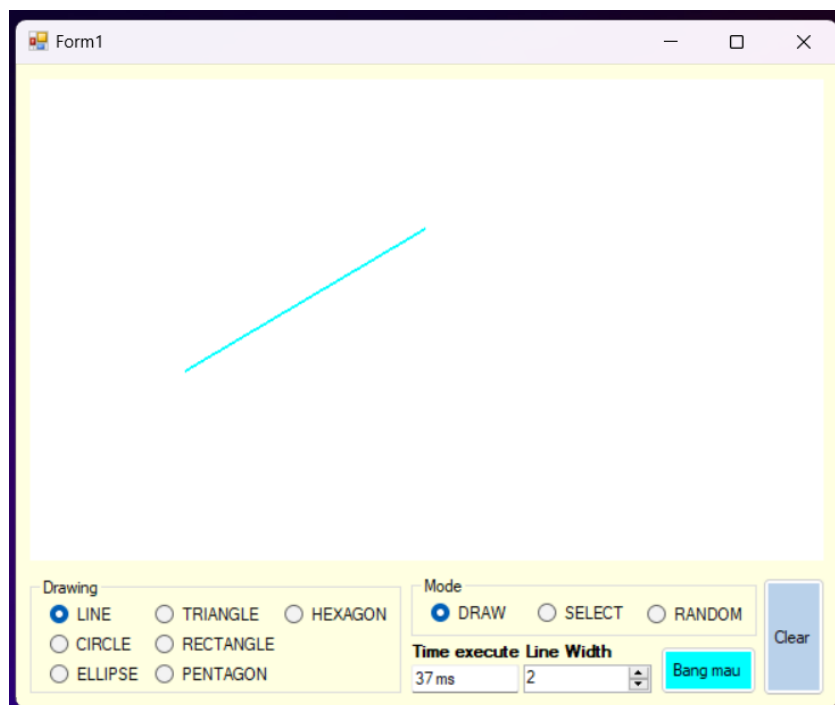 Form1
Drawing
LINE TRIANGLE HEXAGON
CIRCLE RECTANGLE
ELLIPSE PENTAGON
Mode
DRAW SELECT RANDOM
Time execute Line Width
37 ms 2
Bang mau
Clear